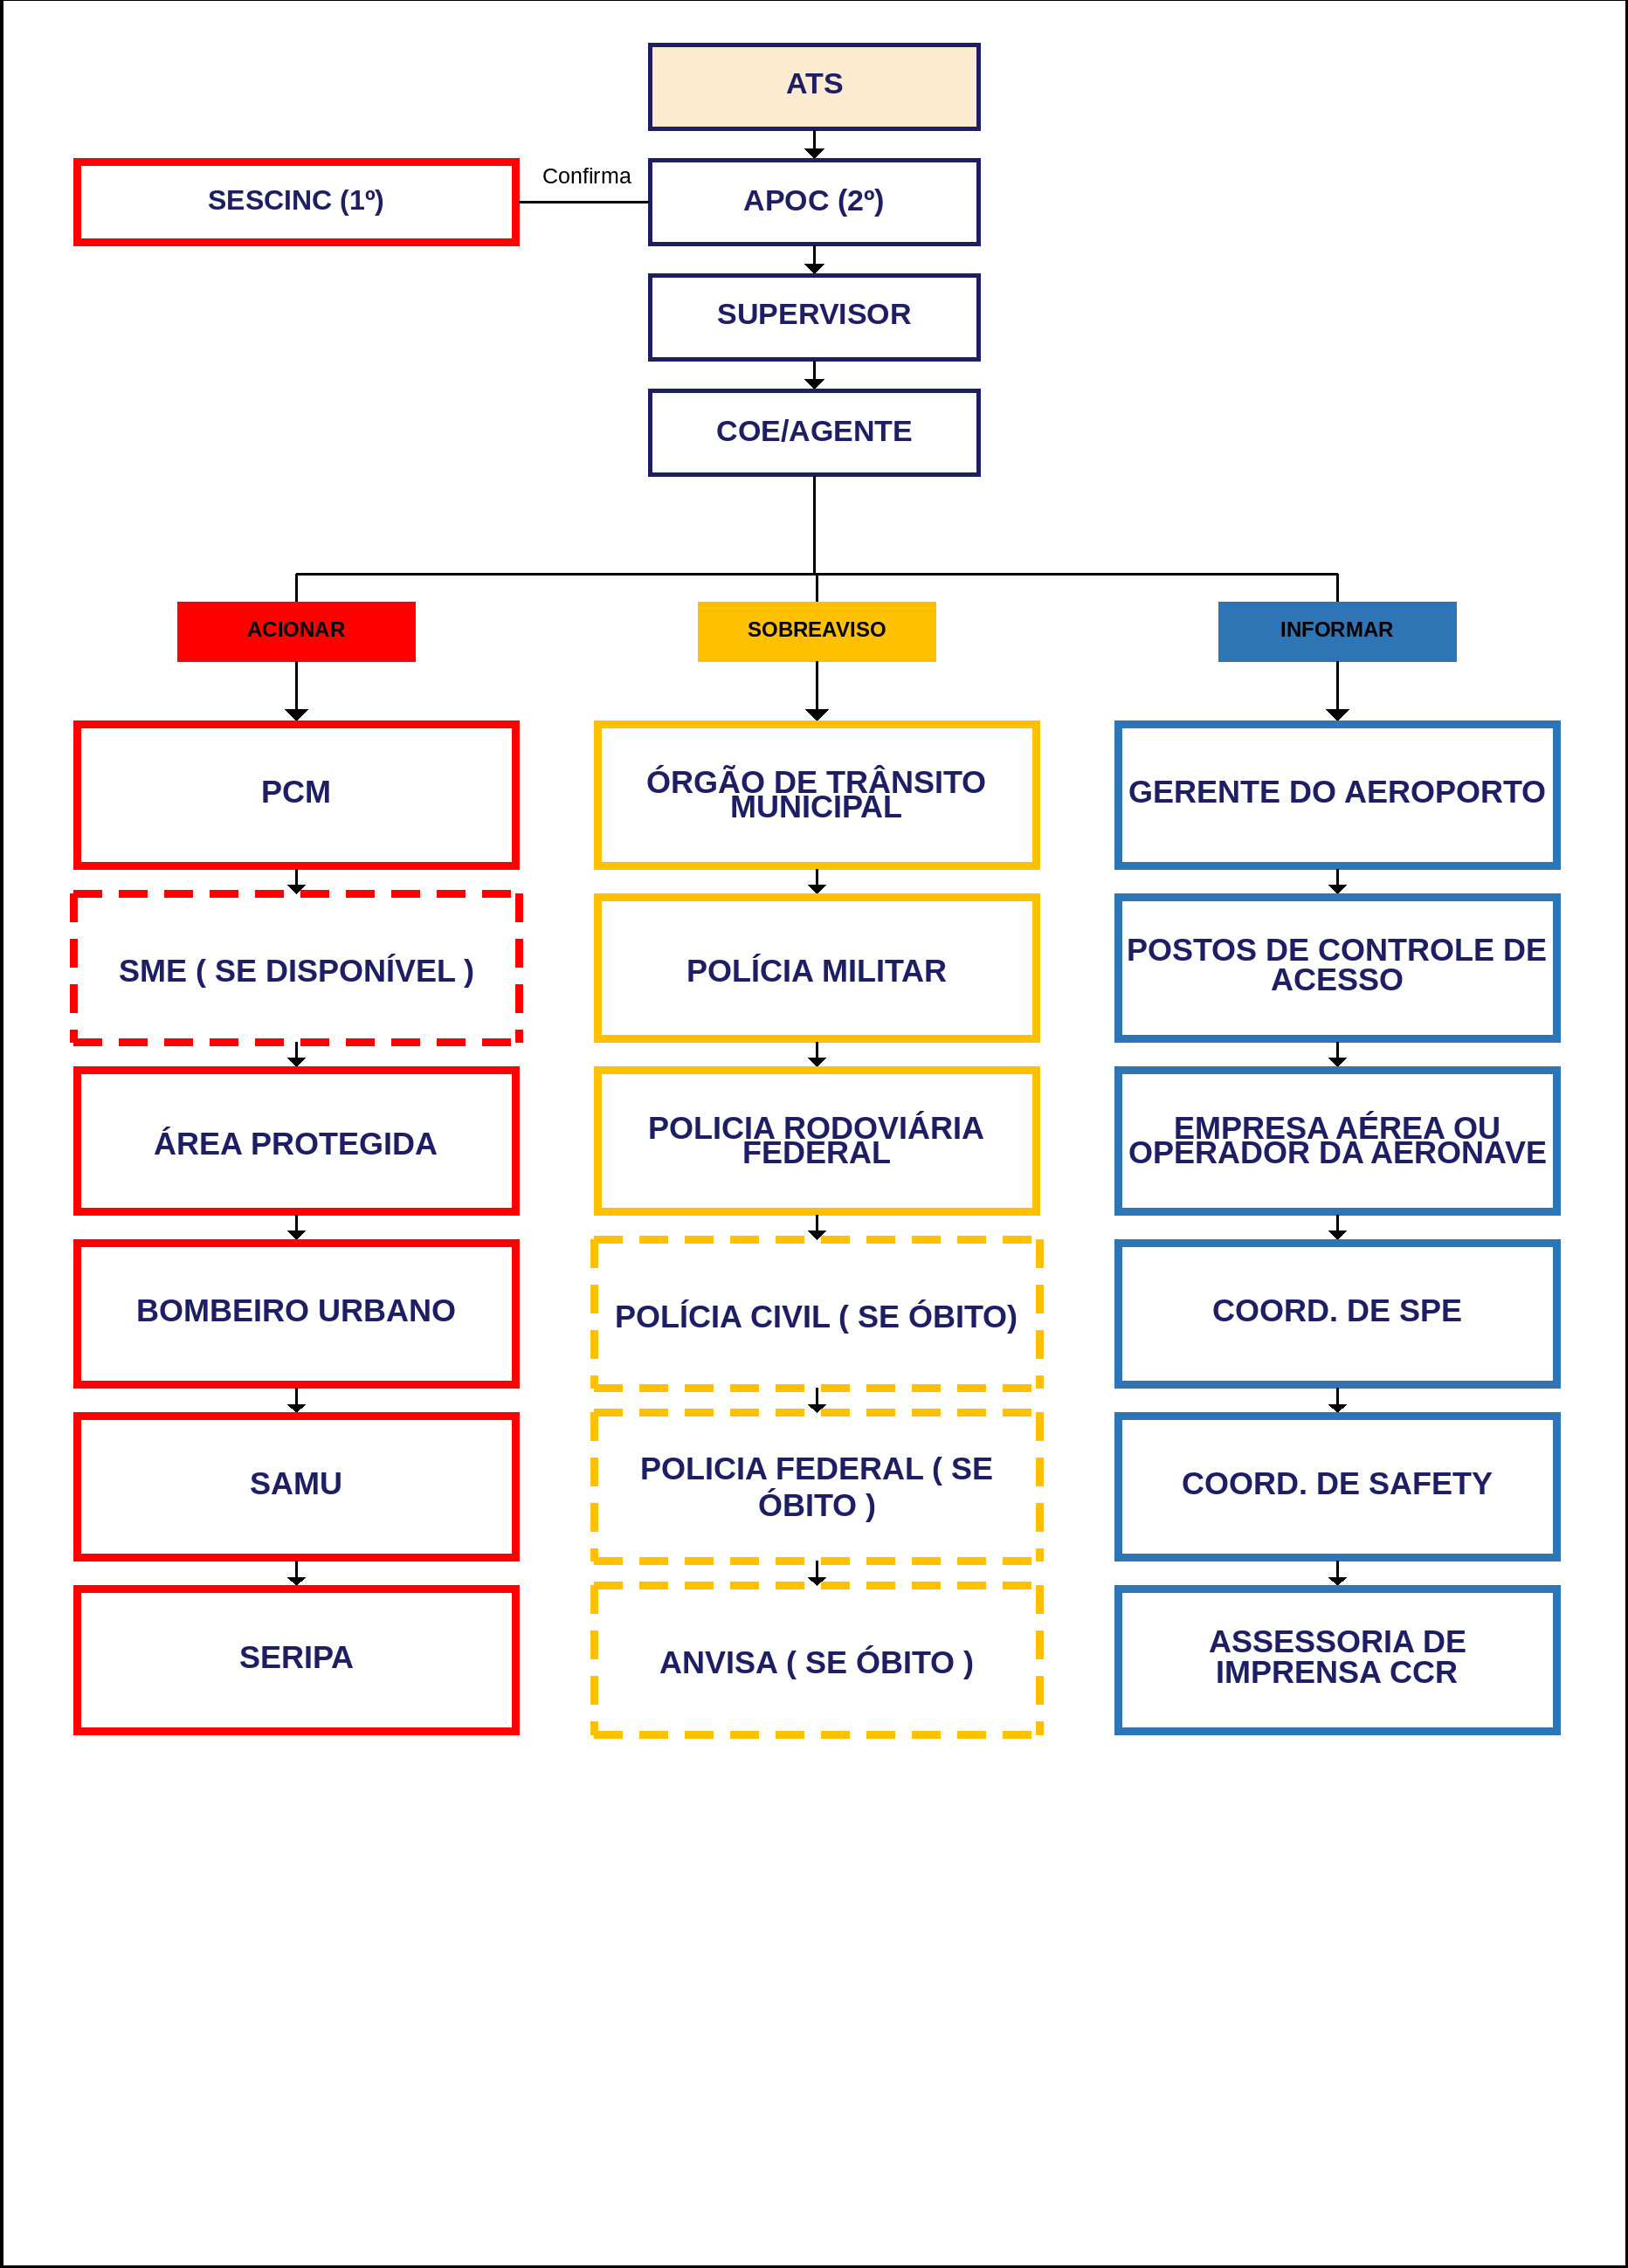 ATS
Confirma
SESCINC (1º)
APOC (2º)
SUPERVISOR
COE/AGENTE
ACIONAR
SOBREAVISO
INFORMAR
PCM
SME ( SE DISPONÍVEL )
ÁREA PROTEGIDA
BOMBEIRO URBANO
SAMU
SERIPA
ÓRGÃO DE TRÂNSITO
MUNICIPAL
POLÍCIA MILITAR
POLICIA RODOVIÁRIA
FEDERAL
POLÍCIA CIVIL ( SE ÓBITO)
POLICIA FEDERAL ( SE
ÓBITO )
ANVISA ( SE ÓBITO )
GERENTE DO AEROPORTO
POSTOS DE CONTROLE DE
ACESSO
EMPRESA AÉREA OU
OPERADOR DA AERONAVE
COORD. DE SPE
COORD. DE SAFETY
ASSESSORIA DE
IMPRENSA CCR